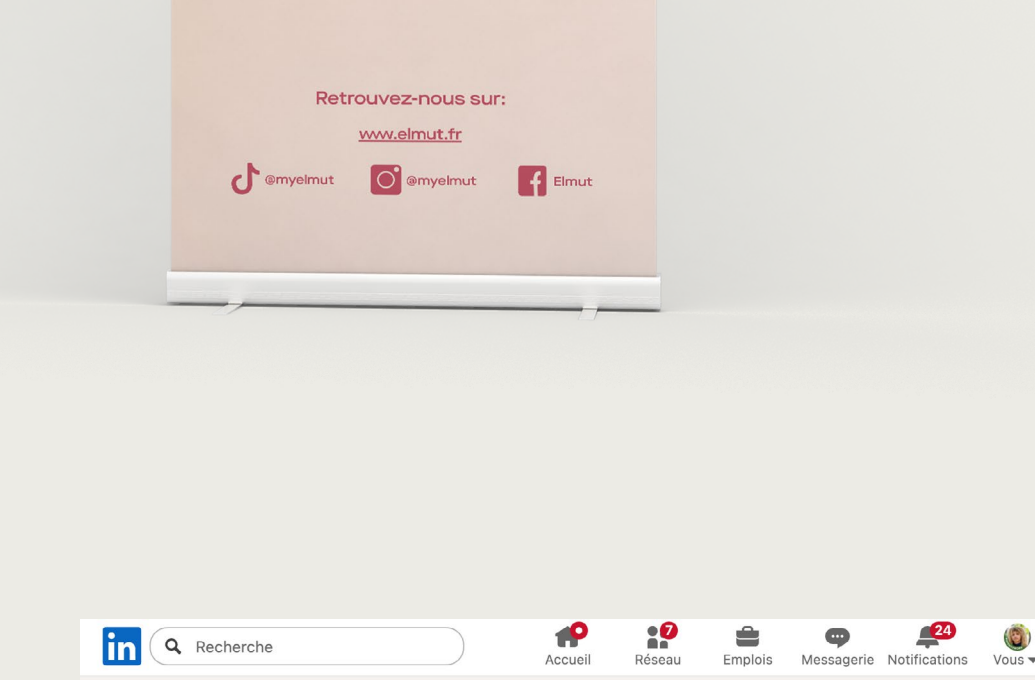 Retrouvez-nous sur:
www.elmut.fr
@myelmut @myelmut Elmut
in Recherche
7 24
Accueil Réseau Emplois Messagerie Notifications Vous